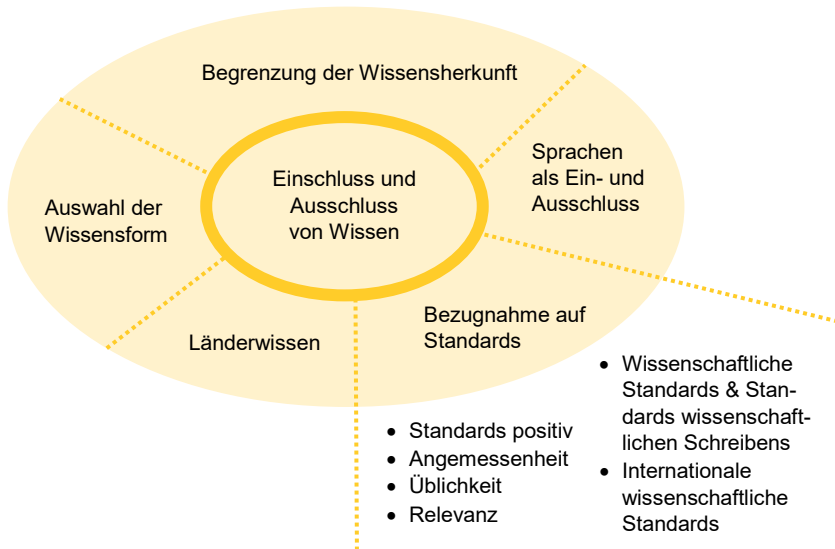 Begrenzung der Wissensherkunft
Sprachen
als Ein- und
Ausschluss
Einschluss und
Ausschluss
von Wissen
Auswahl der
Wissensform
Bezugnahme auf
Standards
Länderwissen
• Standards positiv
• Angemessenheit
• Üblichkeit
• Relevanz
• Wissenschaftliche
Standards & Stan-
dards wissenschaft-
lichen Schreibens
• Internationale
wissenschaftliche
Standards